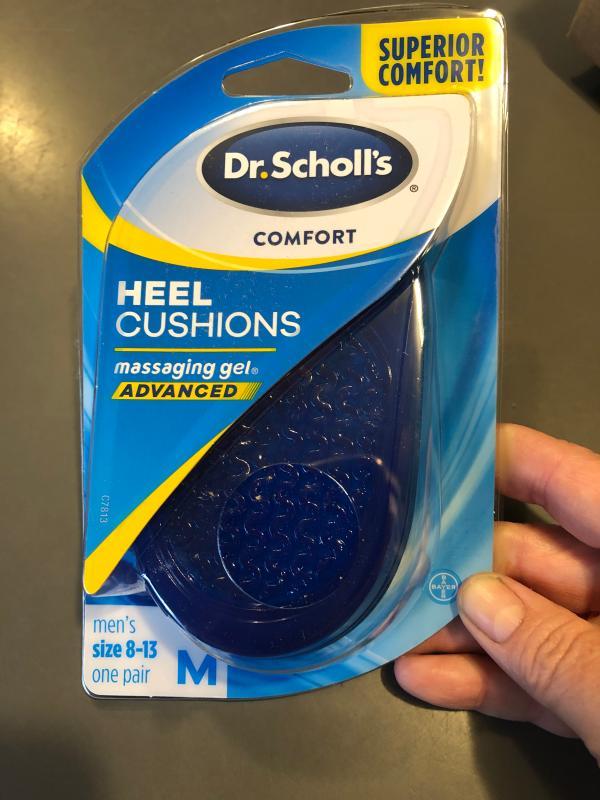 SUPERIOR
COMFORT!
Dr.Scholl's®
COMFORT
HEEL
CUSHIONS
massaging gel®
ADVANCED
C7813
BAYER
men's
size 8-13
one pair
M